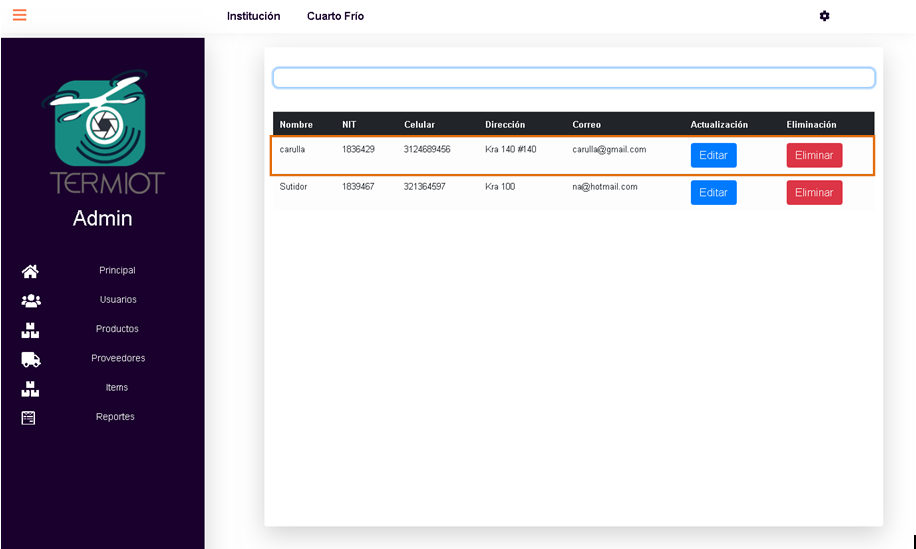 Institución Cuarto Frío
TERMIOT
Admin
Principal
Usuarios
Productos
Proveedores
Items
Reportes
Nombre NIT Celular Dirección Correo Actualización Eliminación
carulla 1836429 3124689456 Kra 140 #140 carulla@gmail.com Editar Eliminar
Sutidor 1839467 321364597 Kra 100 na@hotmail.com Editar Eliminar